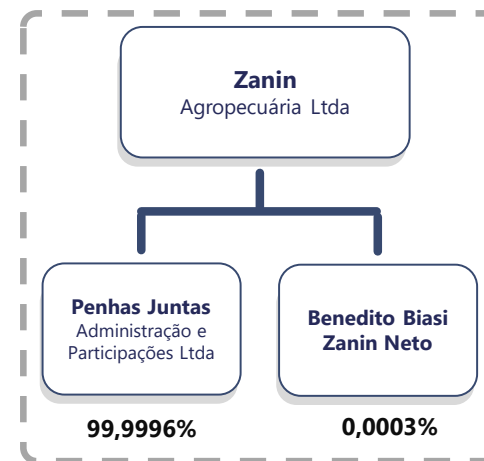 Zanin
Agropecuária Ltda
Penhas Juntas
Administração e
Participações Ltda
Benedito Biasi
Zanin Neto
99,9996%
0,0003%